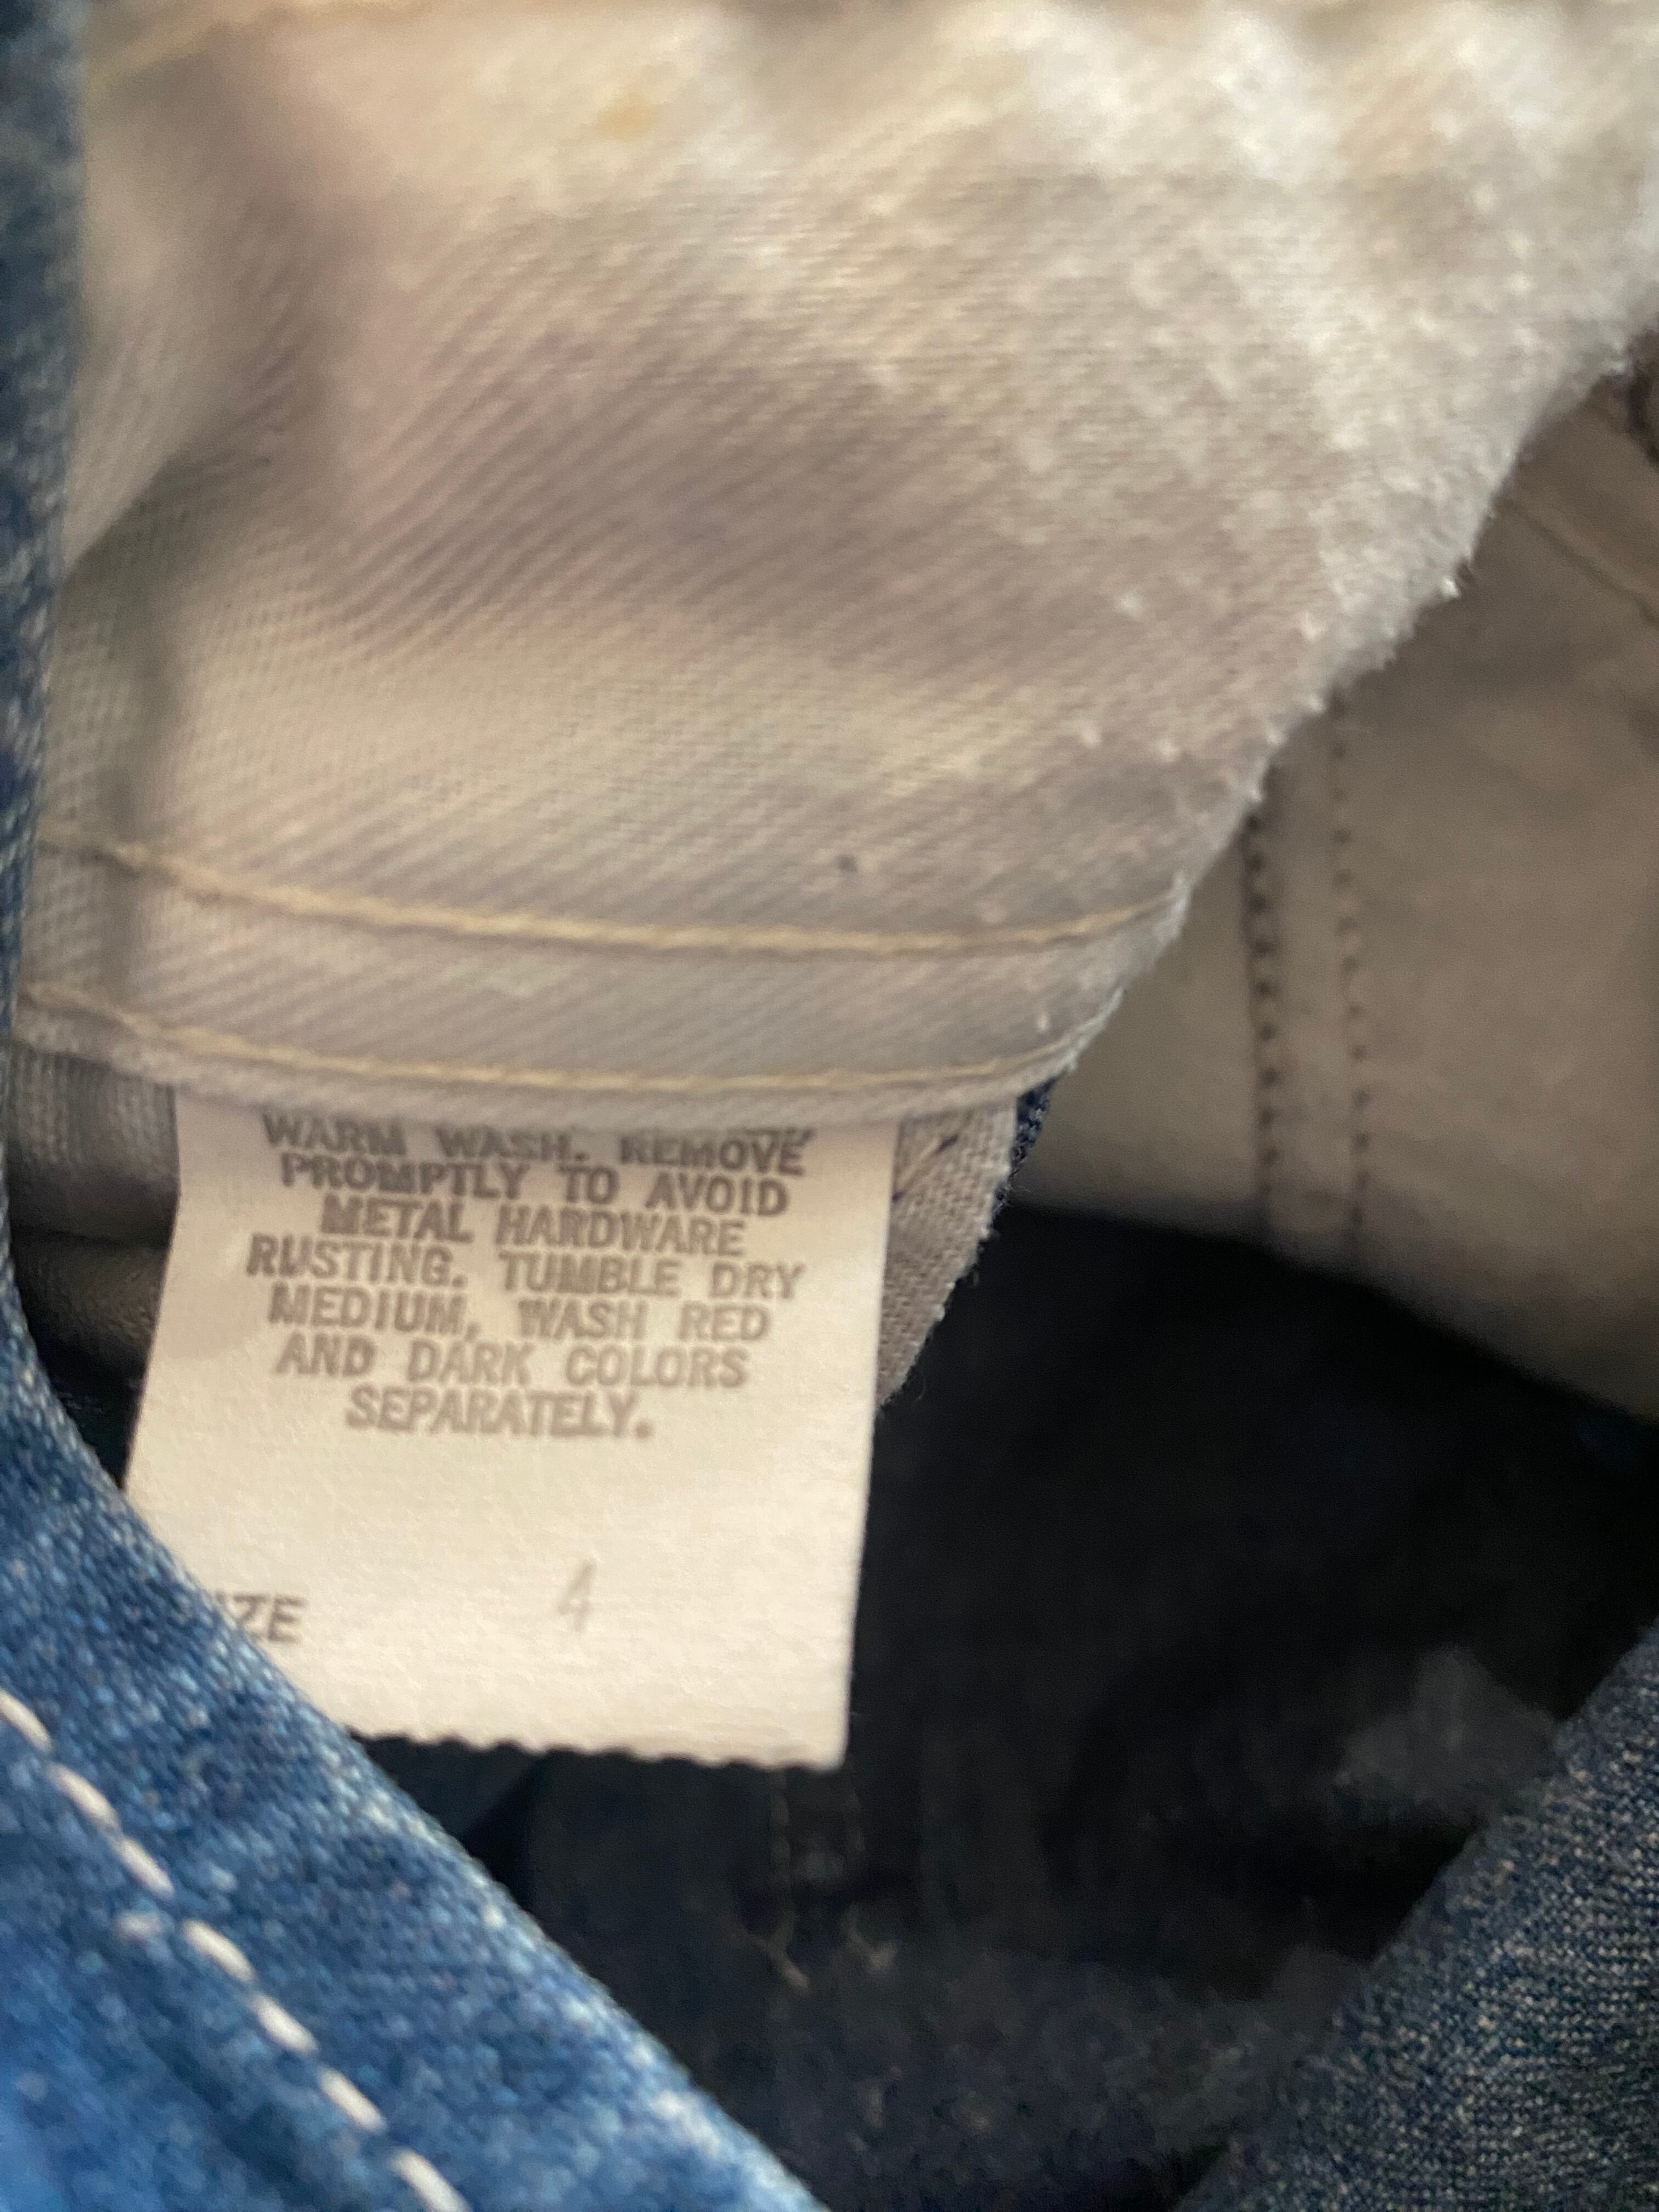 WARM WASH. REMOVE
PROMPTLY TO AVOID
METAL HARDWARE
RUSTING. TUMBLE DRY
MEDIUM, WASH RED
AND DARK COLORS
SEPARATELY.
IZE 4